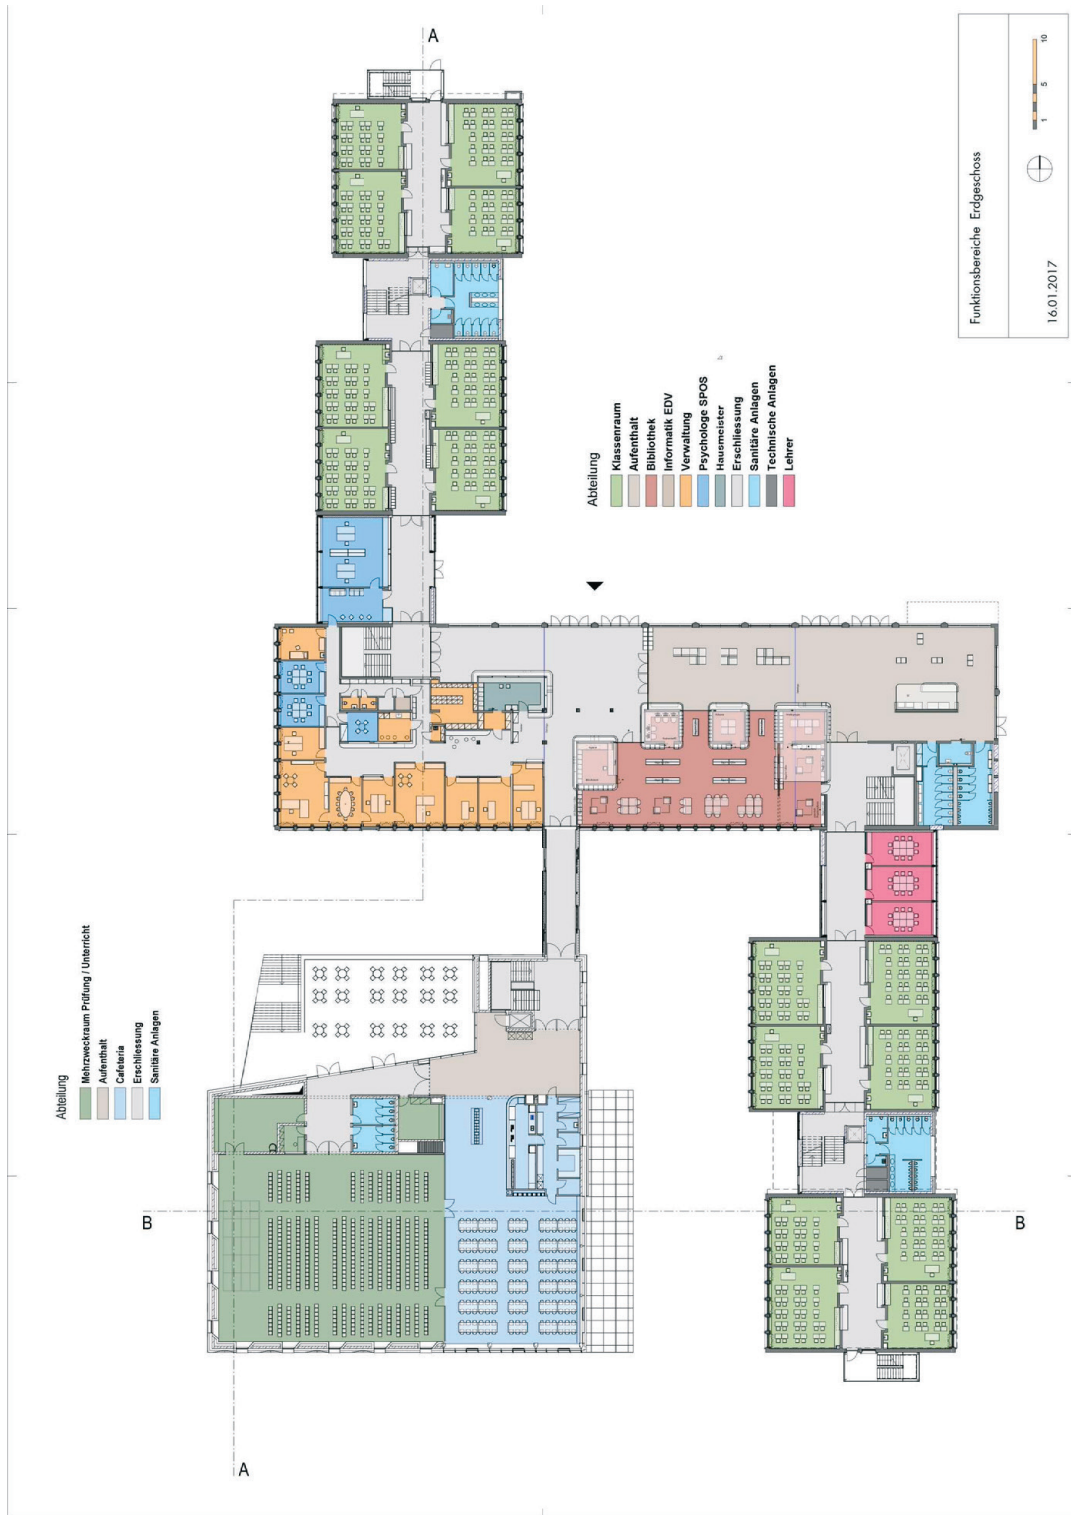 A
Funktionsbereiche Erdgeschoss
16.01.2017
1
5
10
Abteilung
Klassenraum
Aufenthalt
Bibliothek
Informatik EDV
Verwaltung
Psychologe SPOS
Hausmeister
Erschliessung
Sanitäre Anlagen
Technische Anlagen
Lehrer
Abteilung
Mehrzweckraum Prüfung / Unterricht
Aufenthalt
Cafeteria
Erschliessung
Sanitäre Anlagen
B
B
A